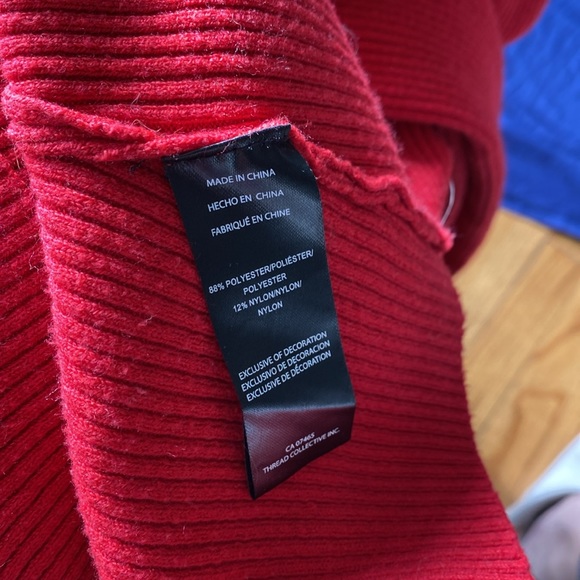 MADE IN CHINA
HECHO EN CHINA
FABRIQUÉ EN CHINE
88% POLYESTER/POLIÉSTER/
POLYESTER
12% NYLON/NYLON/
NYLON
EXCLUSIVE OF DECORATION
EXCLUSIVO DE DECORACION
EXCLUSIF DE DÉCORATION
CA 07465
THREAD COLLECTIVE INC.